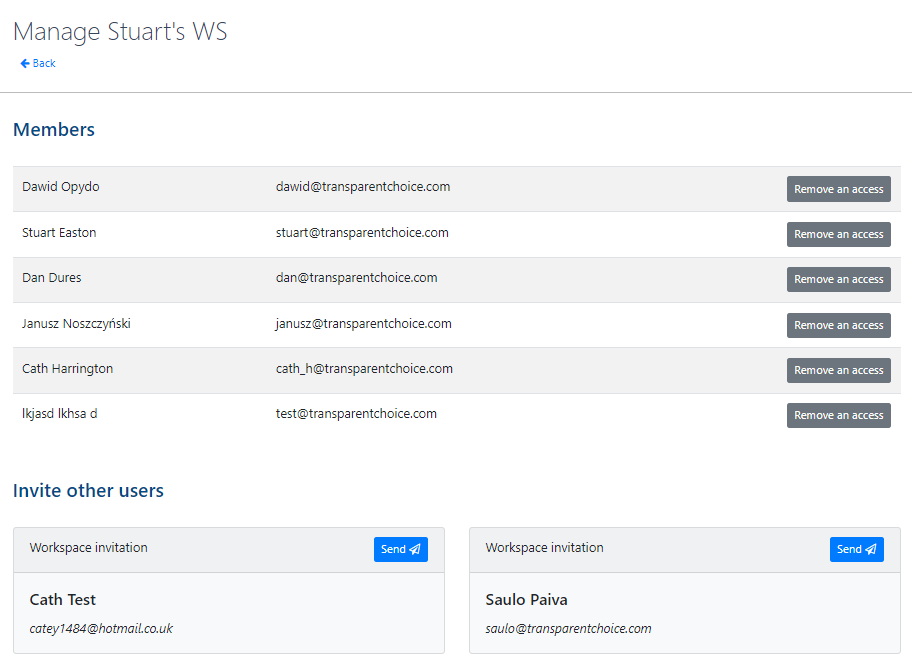 Manage Stuart's WS
Back
Members
Dawid Opydo dawid@transparentchoice.com Remove an access
Stuart Easton stuart@transparentchoice.com Remove an access
Dan Dures dan@transparentchoice.com Remove an access
Janusz Noszczyński janusz@transparentchoice.com Remove an access
Cath Harrington cath_h@transparentchoice.com Remove an access
lkjasd lkhsa d test@transparentchoice.com Remove an access
Invite other users
Workspace invitation Send
Cath Test
catey1484@hotmail.co.uk
Workspace invitation Send
Saulo Paiva
saulo@transparentchoice.com